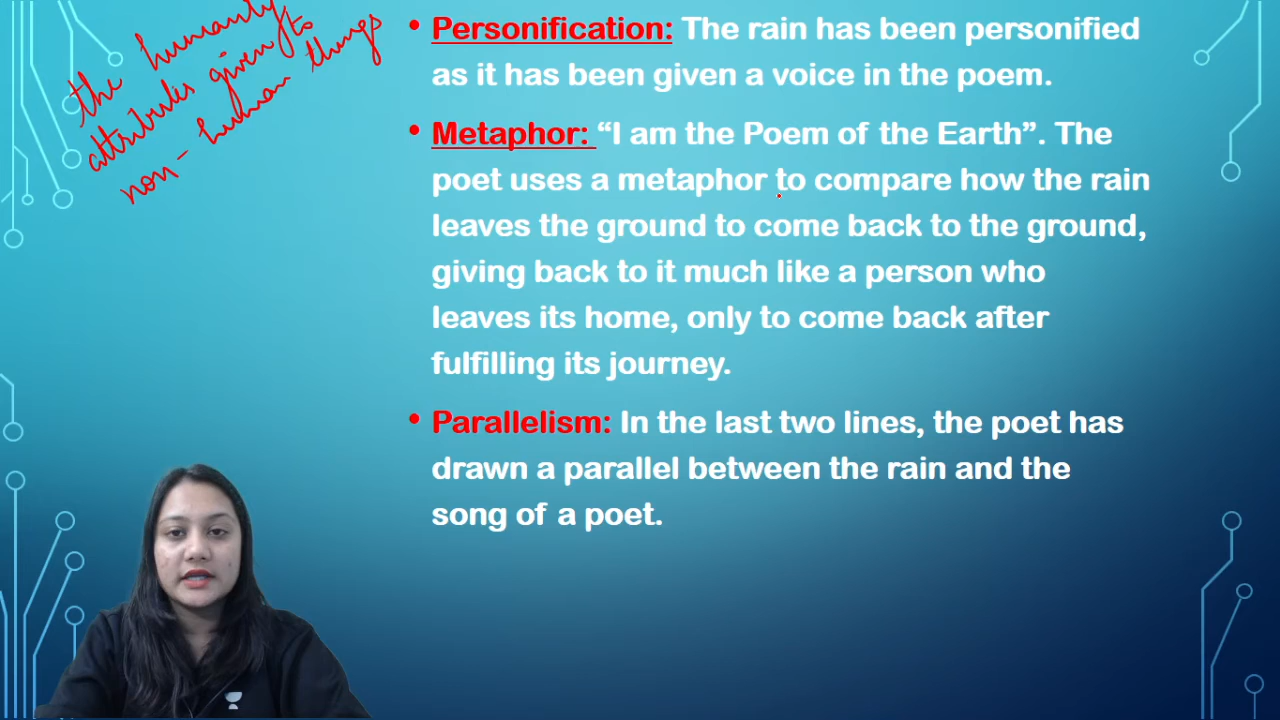 the humanly
attributes given to
non-human things
• Personification: The rain has been personified
as it has been given a voice in the poem.
• Metaphor: “I am the Poem of the Earth”. The
poet uses a metaphor to compare how the rain
leaves the ground to come back to the ground,
giving back to it much like a person who
leaves its home, only to come back after
fulfilling its journey.
• Parallelism: In the last two lines, the poet has
drawn a parallel between the rain and the
song of a poet.